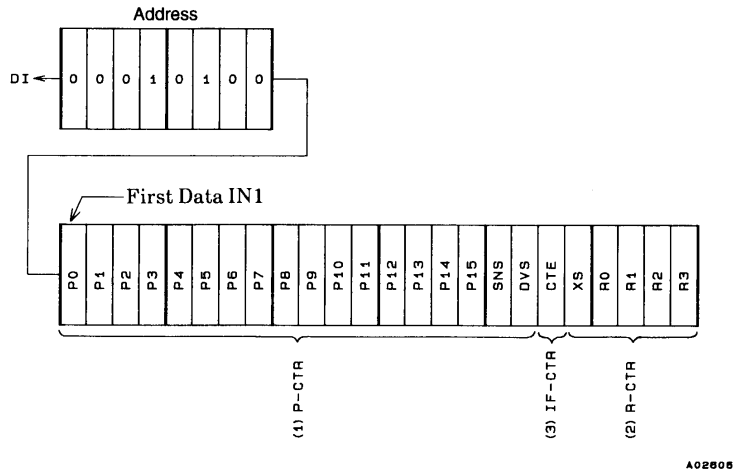 Address
DI 0 0 0 1 0 1 0 0
First Data IN1
P0 P1 P2 P3 P4 P5 P6 P7 P8 P9 P10 P11 P12 P13 P14 P15 SNS DVS CTE XS R0 R1 R2 R3
(1) P-CTR (3) IF-CTR (2) R-CTR
A02605